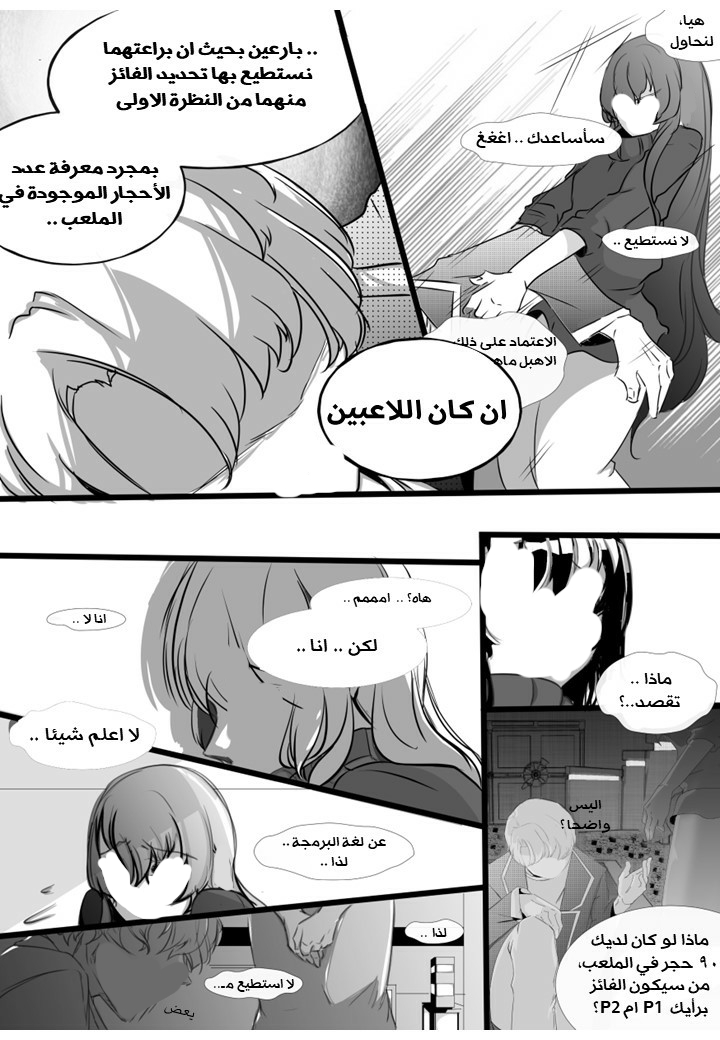 هيا،
لنحاول
سأساعدك .. اغغغ
لا نستطيع ..
الاعتماد على ذلك
الاهبل
ان كان اللاعبين
.. بارعين بحيث ان براعتهما
نستطيع بها تحديد الفائز
منهما من النظرة الاولى
بمجرد معرفة عدد
الأحجار الموجودة في
الملعب ..
ماذا ..
تقصد..؟
اليس
واضحا؟
ماذا لو كان لديك
٩٠ حجر في الملعب،
من سيكون الفائز
برأيك P1 ام P2؟
هاه؟ .. امممم ..
لكن .. انا ..
انا لا ..
لا اعلم شيئا ..
عن لغة البرمجة..
لذا ..
لذا ..
لا استطيع مـ..
يعض